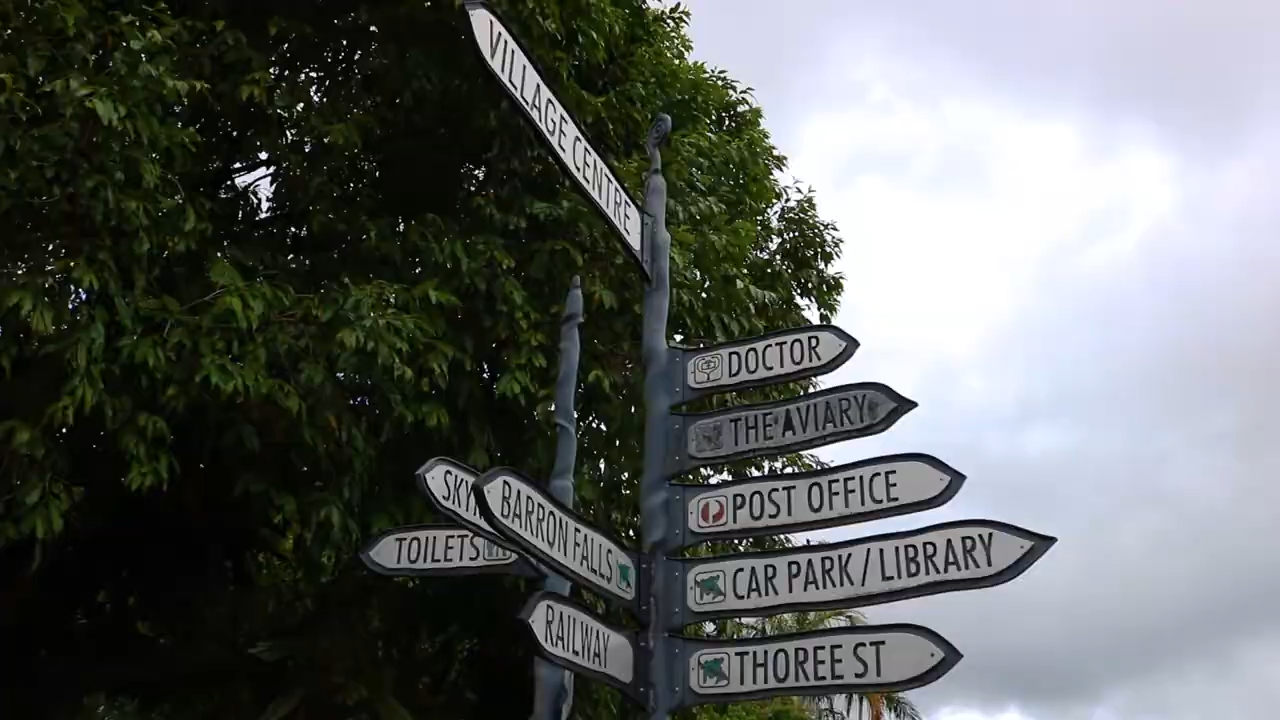 VILLAGE CENTRE
DOCTOR
THE AVIARY
POST OFFICE
BARRON FALLS
TOILETS
CAR PARK / LIBRARY
RAILWAY
THOREE ST